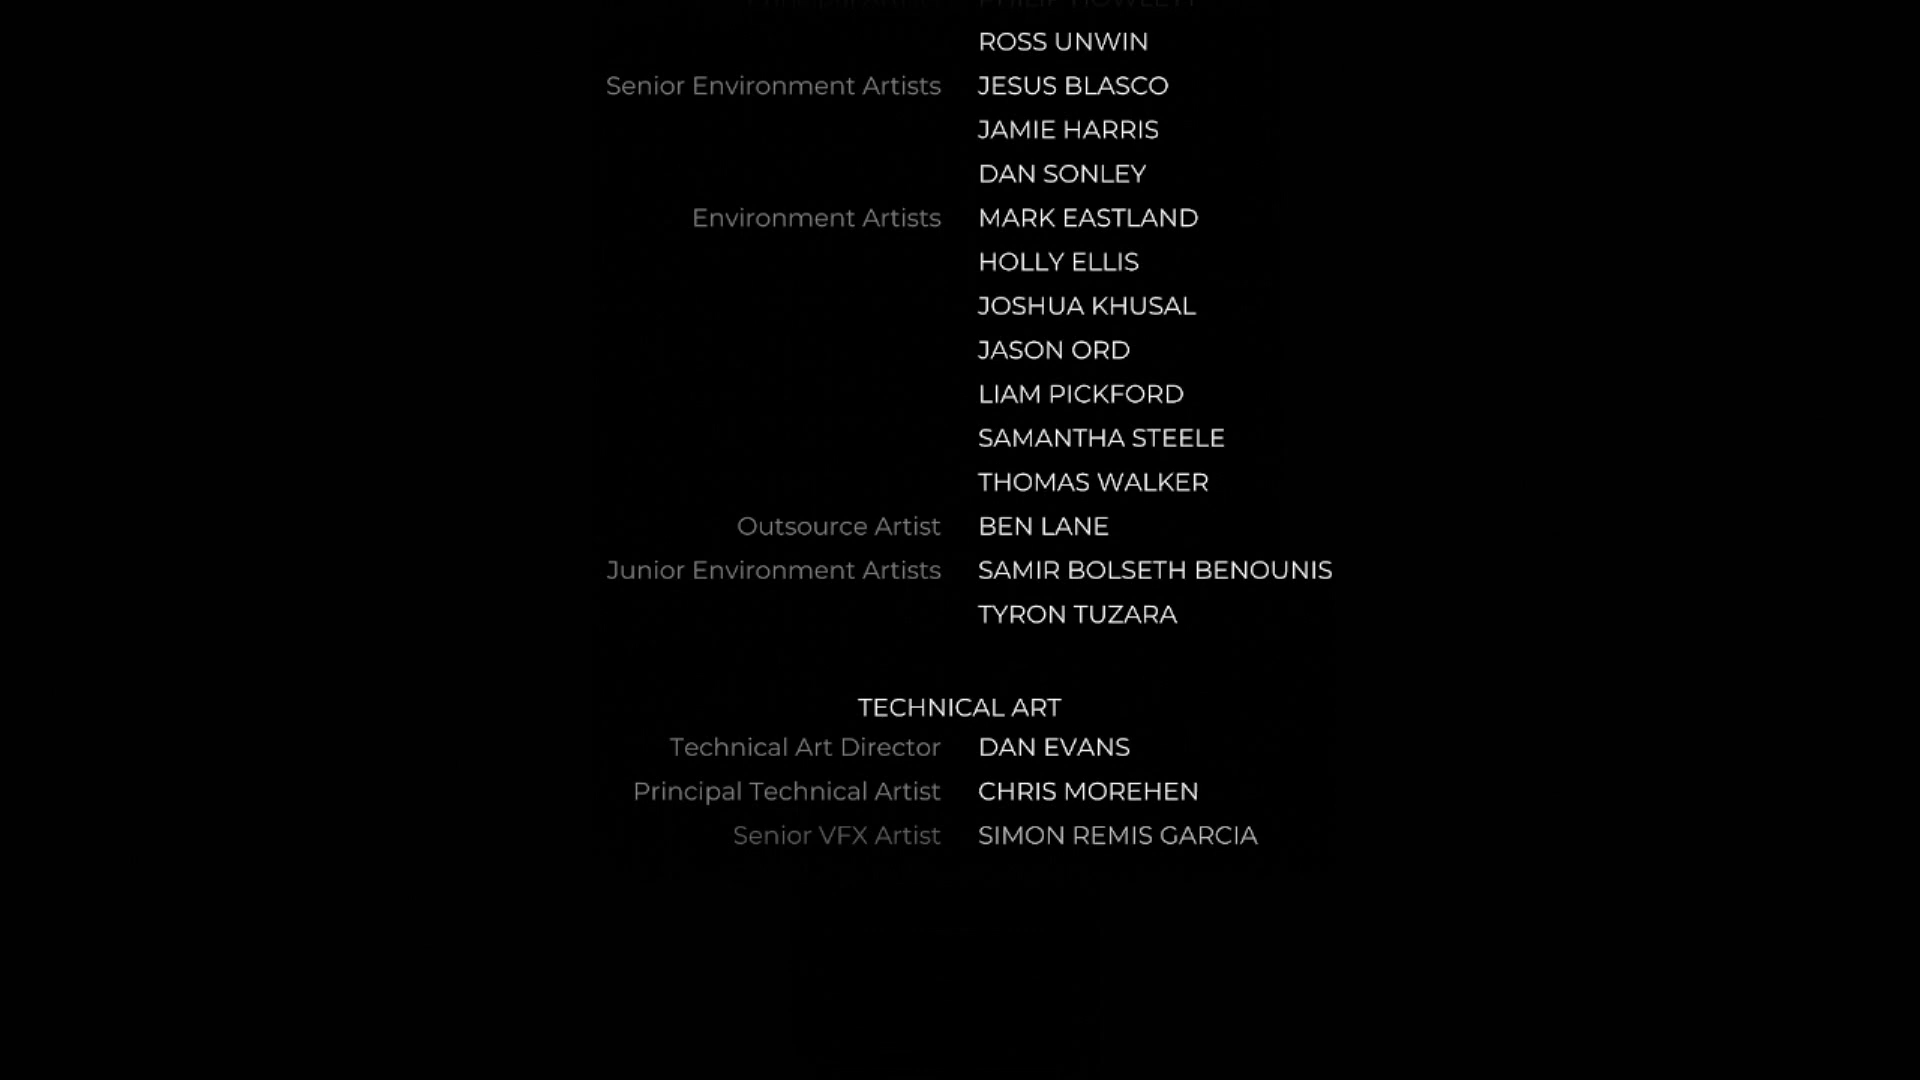 ROSS UNWIN
Senior Environment Artists JESUS BLASCO
JAMIE HARRIS
DAN SONLEY
Environment Artists MARK EASTLAND
HOLLY ELLIS
JOSHUA KHUSAL
JASON ORD
LIAM PICKFORD
SAMANTHA STEELE
THOMAS WALKER
Outsource Artist BEN LANE
Junior Environment Artists SAMIR BOLSETH BENOUNIS
TYRON TUZARA
TECHNICAL ART
Technical Art Director DAN EVANS
Principal Technical Artist CHRIS MOREHEN
Senior VFX Artist SIMON REMIS GARCIA